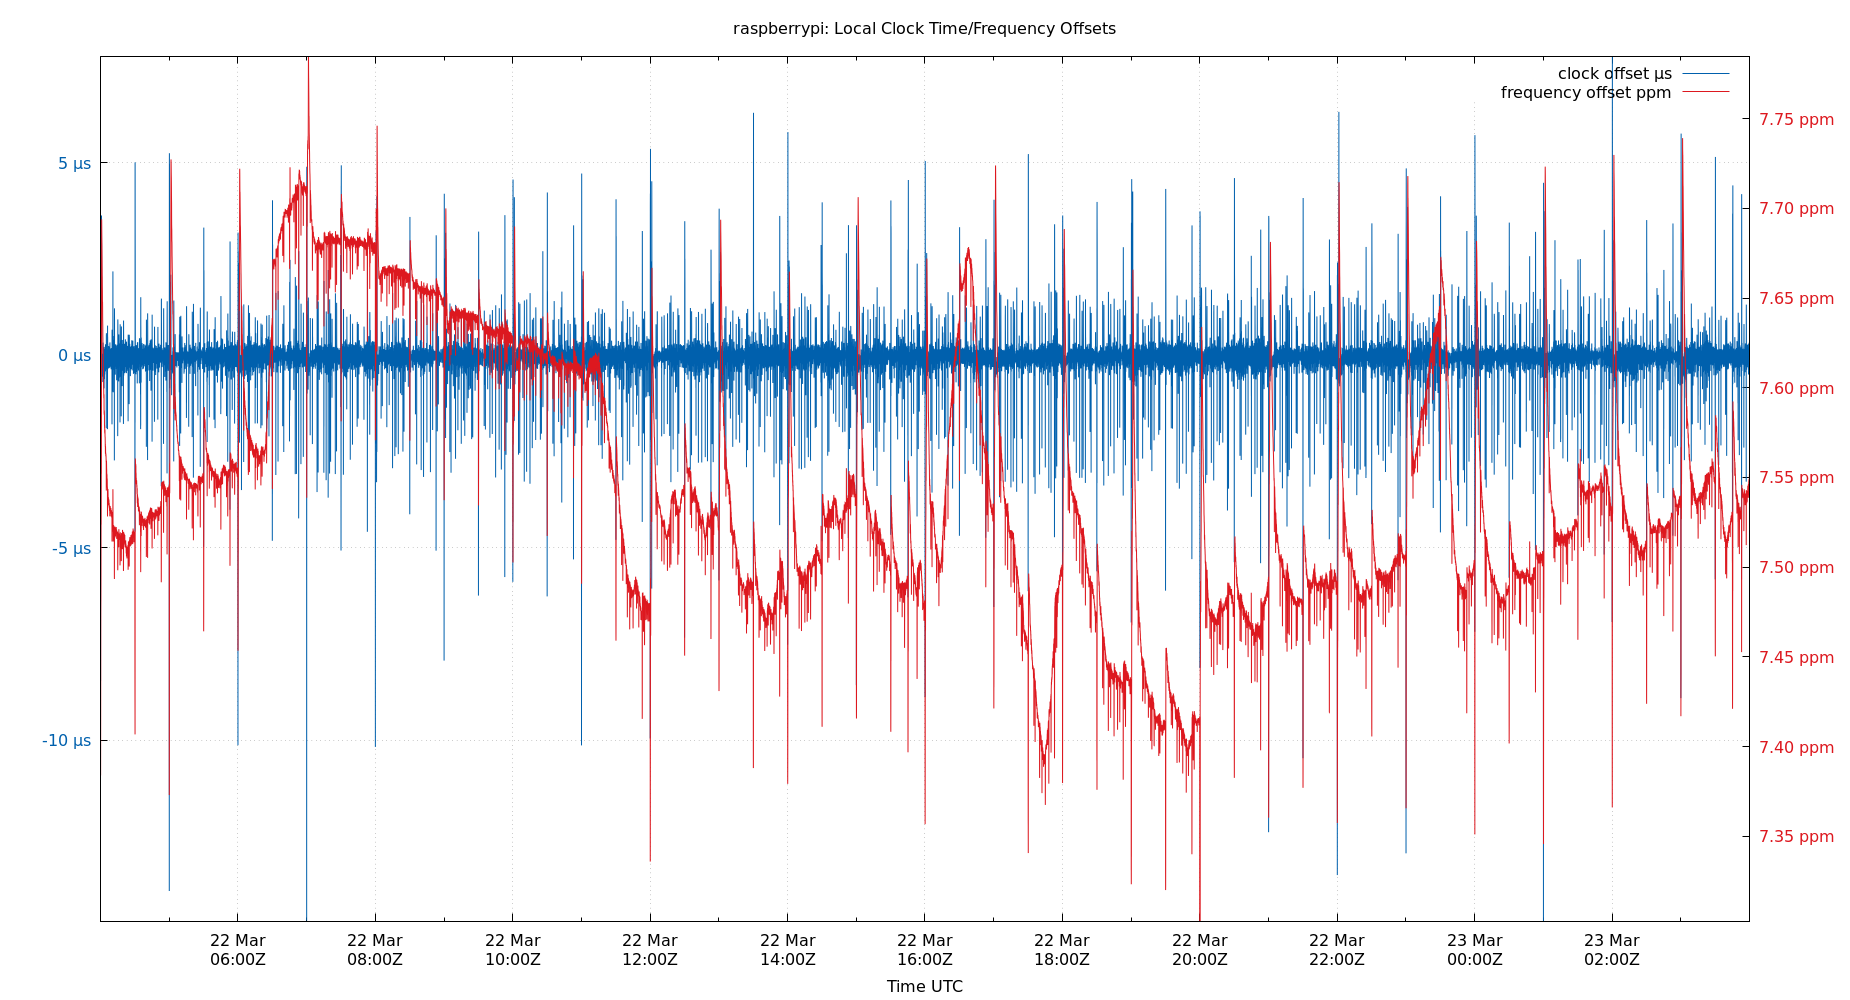 raspberrypi: Local Clock Time/Frequency Offsets
clock offset µs
frequency offset ppm
5 µs
0 µs
-5 µs
-10 µs
7.75 ppm
7.70 ppm
7.65 ppm
7.60 ppm
7.55 ppm
7.50 ppm
7.45 ppm
7.40 ppm
7.35 ppm
22 Mar 22 Mar 22 Mar 22 Mar 22 Mar 22 Mar 22 Mar 22 Mar 22 Mar 23 Mar 23 Mar
06:00Z 08:00Z 10:00Z 12:00Z 14:00Z 16:00Z 18:00Z 20:00Z 22:00Z 00:00Z 02:00Z
Time UTC